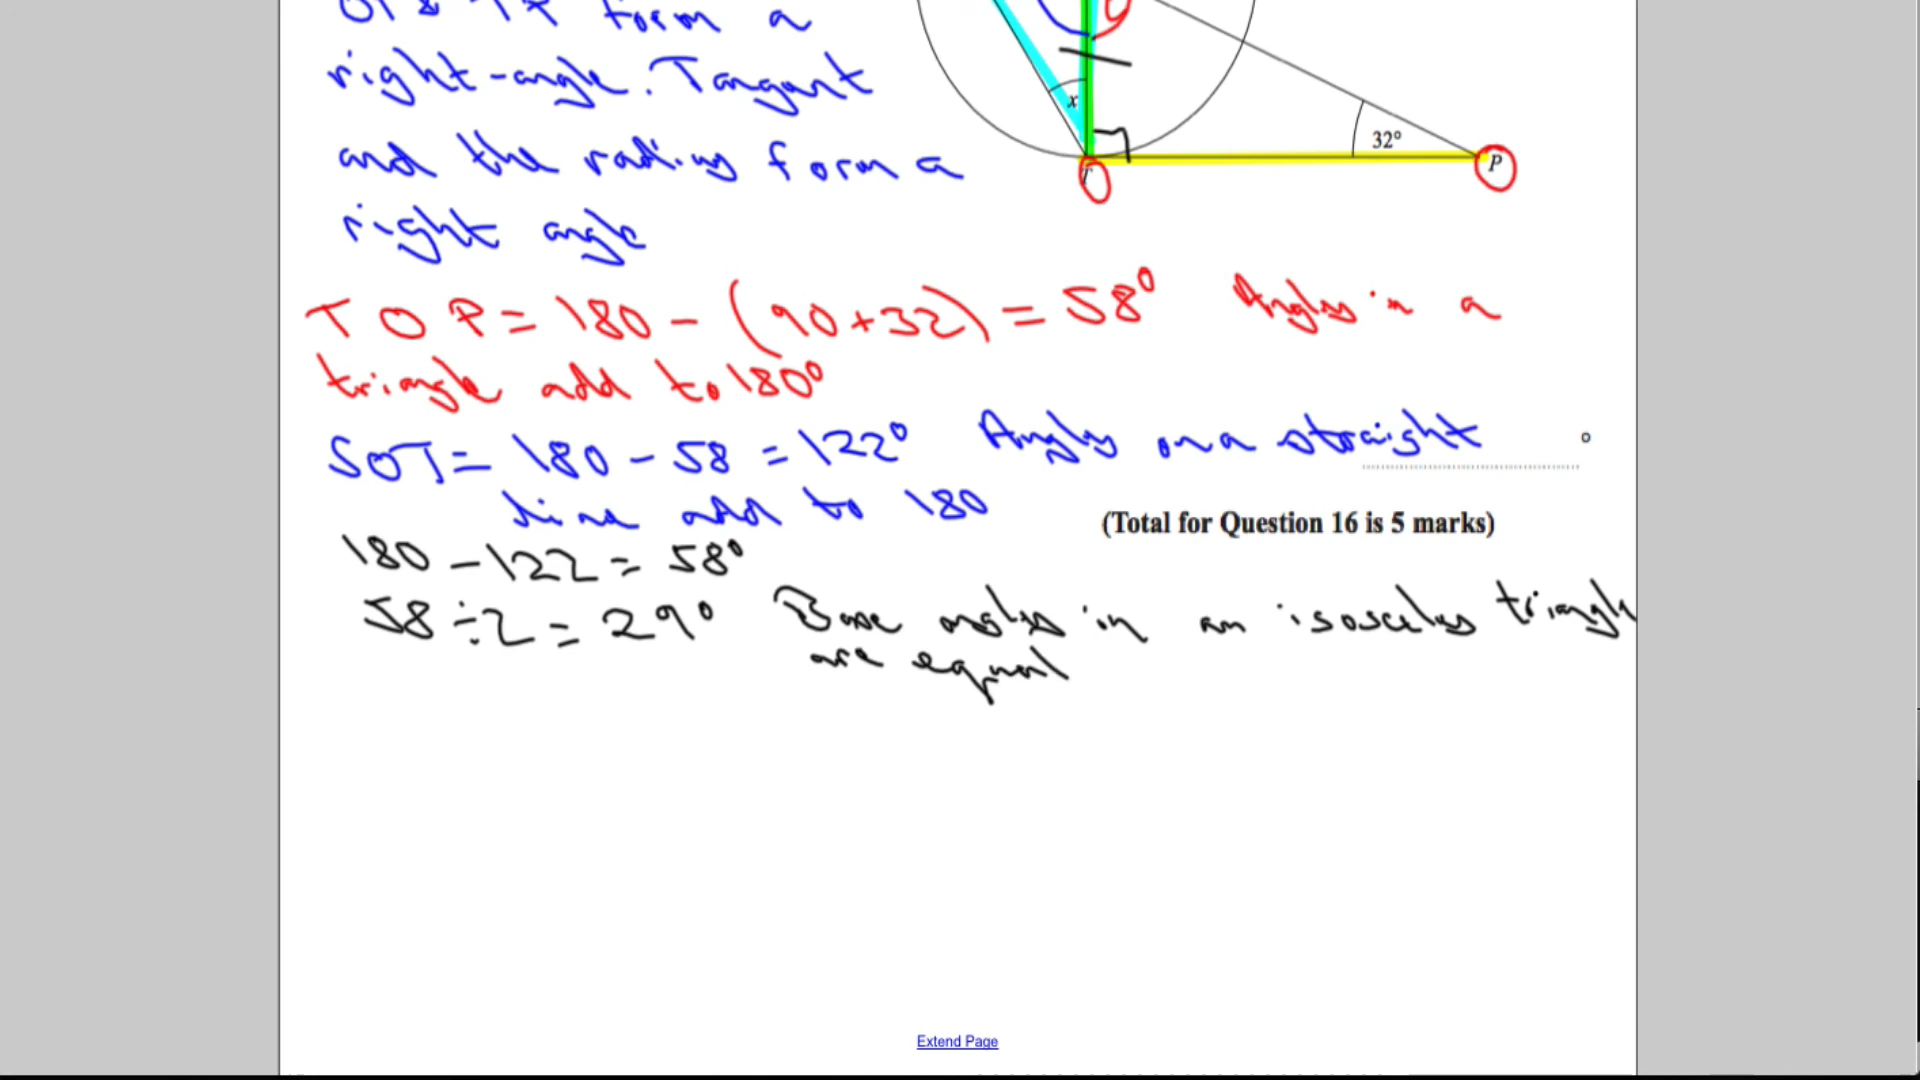 OT & TP form a
right-angle. Tangent
and the radius form a
right angle
x
32°
T
P
TOP = 180 - (90+32) = 58° Angles in a
triangle add to 180°
SOT = 180 - 58 = 122° Angles on a straight
line add to 180
°
(Total for Question 16 is 5 marks)
180 - 122 = 58°
58 ÷ 2 = 29° Base angles in an isosceles triangle
are equal
Extend Page